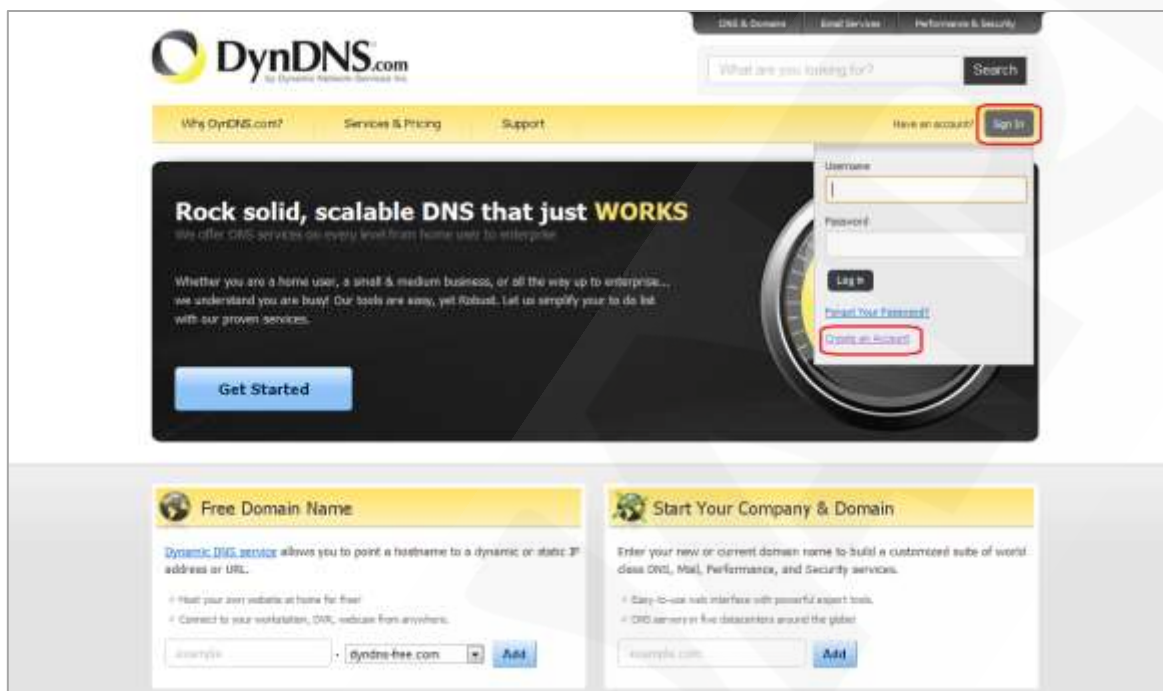 DNS & Domains Email Services Performance & Security
DynDNS.com
by Dynamic Network Services Inc.
What are you looking for? Search
Why DynDNS.com? Services & Pricing Support Have an account? Sign In
Username
Password
Log in
Forgot Your Password?
Create an Account
Rock solid, scalable DNS that just WORKS
We offer DNS services on every level from home user to enterprise
Whether you are a home user, a small & medium business, or all the way up to enterprise...
we understand you are busy! Our tools are easy, yet Robust. Let us simplify your to do list
with our proven services.
Get Started
Free Domain Name
Dynamic DNS service allows you to point a hostname to a dynamic or static IP
address or URL.
Host your own website at home for free!
Connect to your workstation, DVR, webcam from anywhere.
example . dyndns-free.com Add
Start Your Company & Domain
Enter your new or current domain name to build a customized suite of world
class DNS, Mail, Performance, and Security services.
Easy-to-use web interface with powerful expert tools.
DNS servers in five datacenters around the globe!
example.com Add